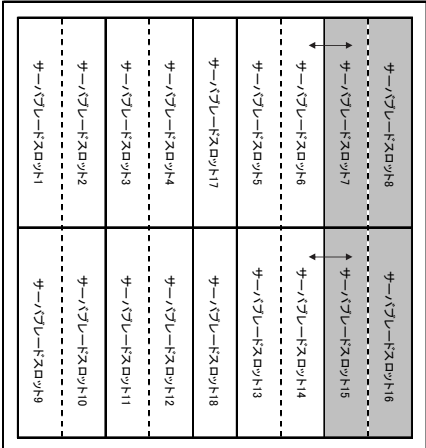 サーバブレードスロット1
サーバブレードスロット2
サーバブレードスロット3
サーバブレードスロット4
サーバブレードスロット17
サーバブレードスロット5
サーバブレードスロット6
サーバブレードスロット7
サーバブレードスロット8
サーバブレードスロット9
サーバブレードスロット10
サーバブレードスロット11
サーバブレードスロット12
サーバブレードスロット18
サーバブレードスロット13
サーバブレードスロット14
サーバブレードスロット15
サーバブレードスロット16